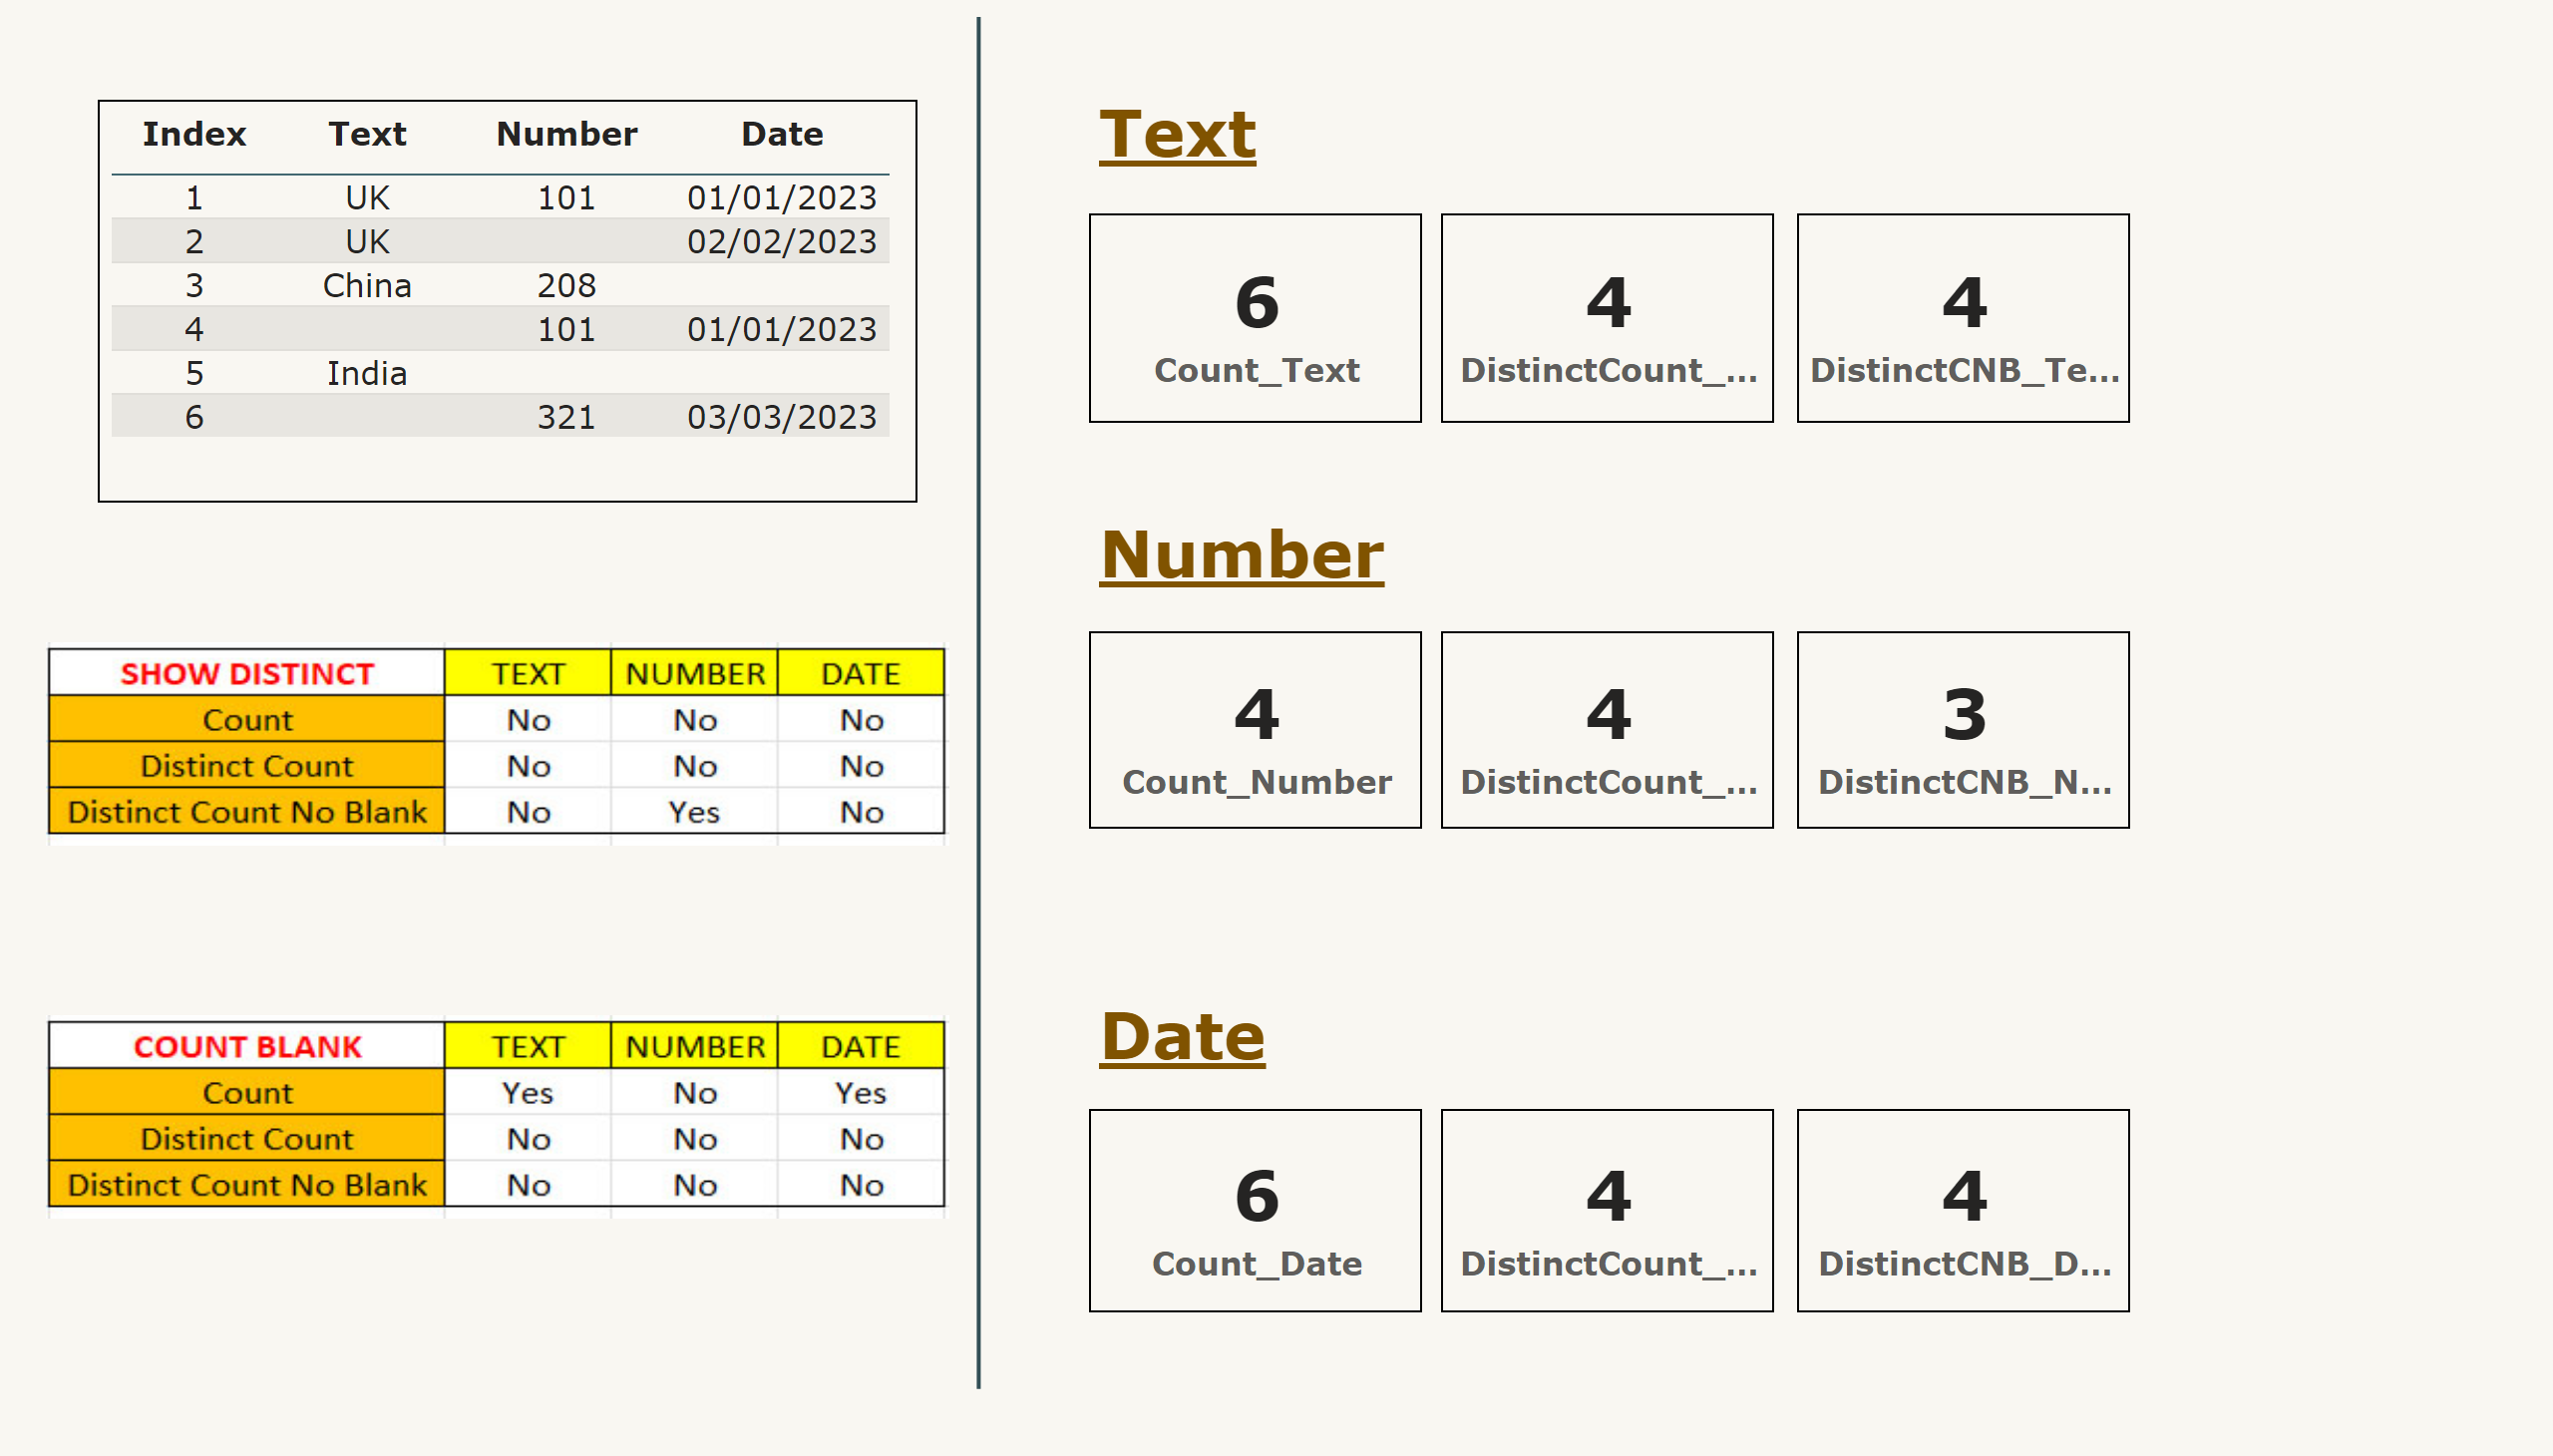 Index Text Number Date
1 UK 101 01/01/2023
2 UK 02/02/2023
3 China 208
4 101 01/01/2023
5 India
6 321 03/03/2023
SHOW DISTINCT TEXT NUMBER DATE
Count No No No
Distinct Count No No No
Distinct Count No Blank No Yes No
COUNT BLANK TEXT NUMBER DATE
Count Yes No Yes
Distinct Count No No No
Distinct Count No Blank No No No
Text
6 4 4
Count_Text DistinctCount_... DistinctCNB_Te...
Number
4 4 3
Count_Number DistinctCount_... DistinctCNB_N...
Date
6 4 4
Count_Date DistinctCount_... DistinctCNB_D...